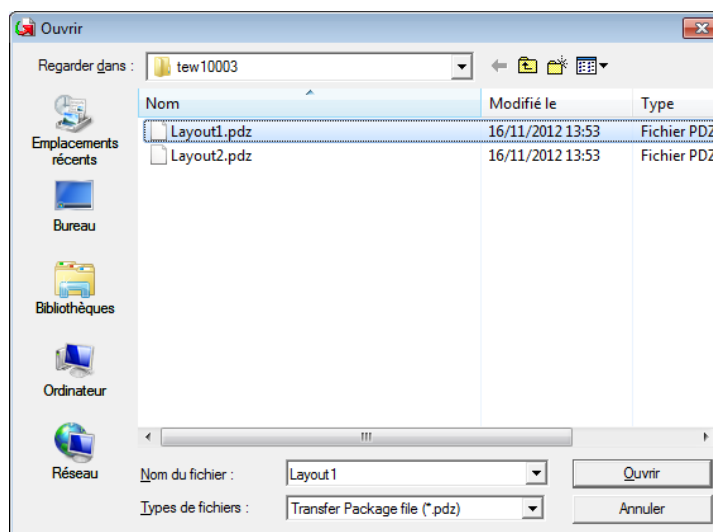 Ouvrir
Regarder dans : tew10003
Nom Modifié le Type
Layout1.pdz 16/11/2012 13:53 Fichier PDZ
Layout2.pdz 16/11/2012 13:53 Fichier PDZ
Emplacements
récents
Bureau
Bibliothèques
Ordinateur
Réseau
Nom du fichier : Layout1 Ouvrir
Types de fichiers : Transfer Package file (*.pdz) Annuler